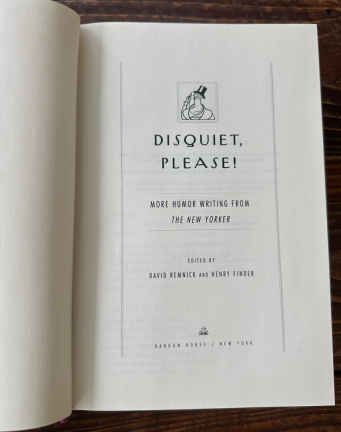 DISQUIET,
PLEASE!
MORE HUMOR WRITING FROM
THE NEW YORKER
EDITED BY
DAVID REMNICK AND HENRY FINDER
RANDOM HOUSE / NEW YORK